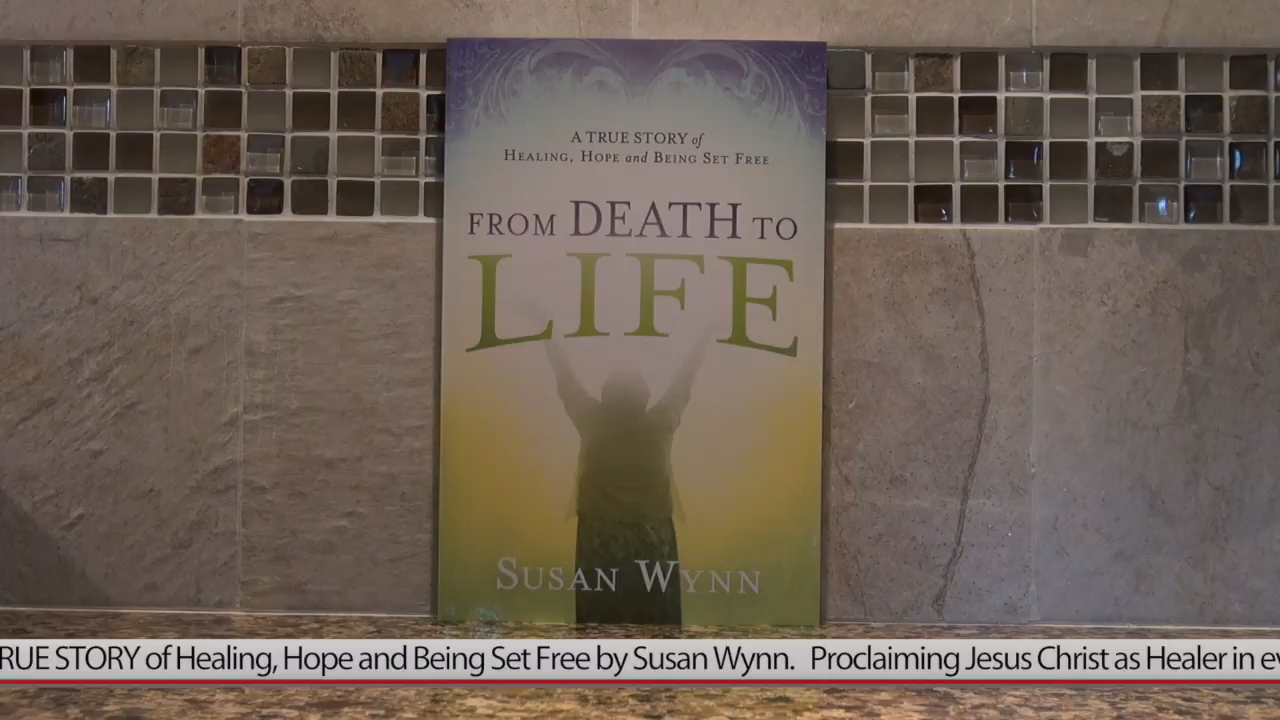 A TRUE STORY of
HEALING, HOPE and BEING SET FREE
FROM DEATH TO
LIFE
SUSAN WYNN
RUE STORY of Healing, Hope and Being Set Free by Susan Wynn. Proclaiming Jesus Christ as Healer in ev